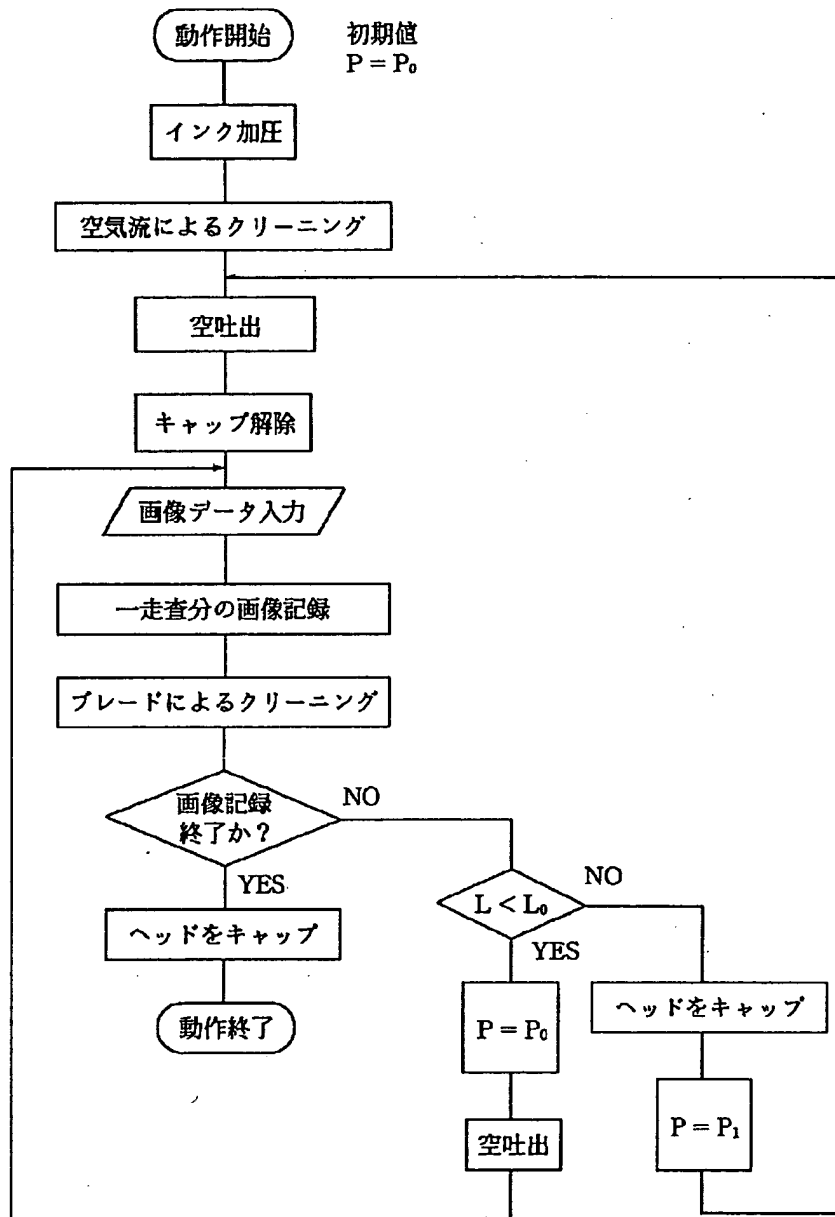 動作開始
初期値
P = P₀
インク加圧
空気流によるクリーニング
空吐出
キャップ解除
画像データ入力
一走査分の画像記録
ブレードによるクリーニング
画像記録
終了か?
NO
YES
L < L₀
NO
YES
ヘッドをキャップ
動作終了
P = P₀
ヘッドをキャップ
空吐出
P = P₁